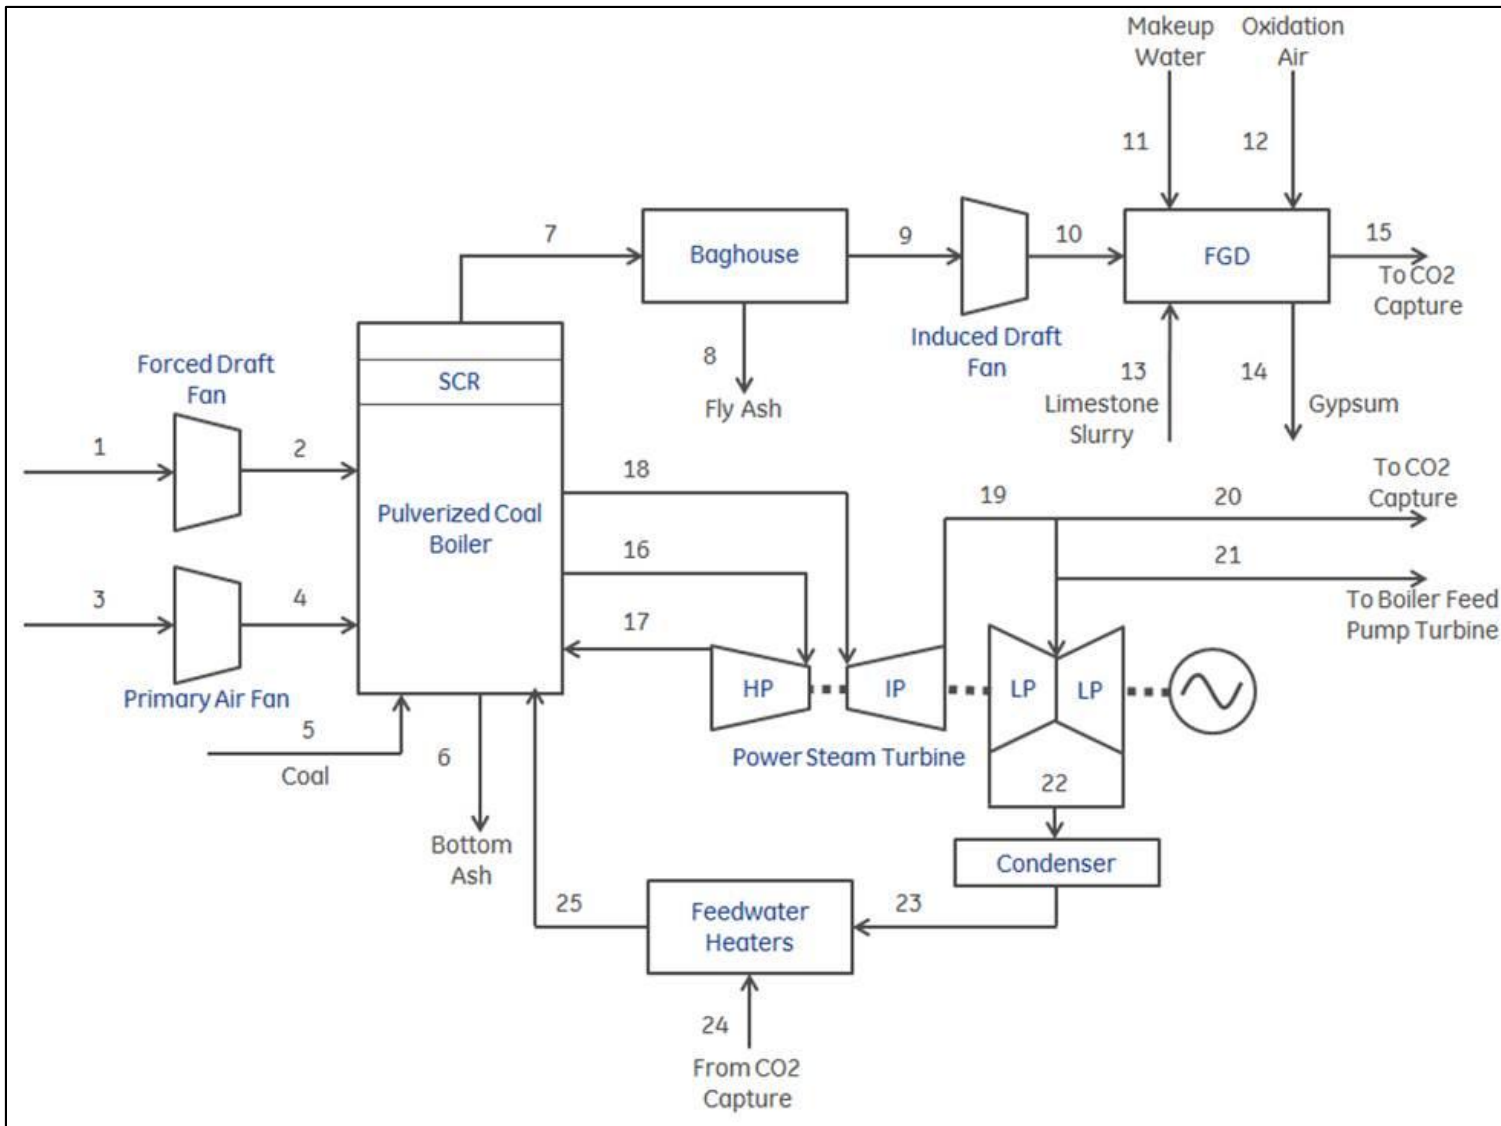 Makeup
Water
Oxidation
Air
11
12
7
9
10
15
Baghouse
FGD
To CO2
Capture
Induced Draft
Fan
8
Fly Ash
13
Limestone
Slurry
14
Gypsum
Forced Draft
Fan
SCR
1
2
18
19
20
To CO2
Capture
Pulverized Coal
Boiler
16
21
To Boiler Feed
Pump Turbine
3
4
17
HP
IP
LP
LP
Primary Air Fan
5
Coal
6
Bottom
Ash
Power Steam Turbine
22
Condenser
25
Feedwater
Heaters
23
24
From CO2
Capture